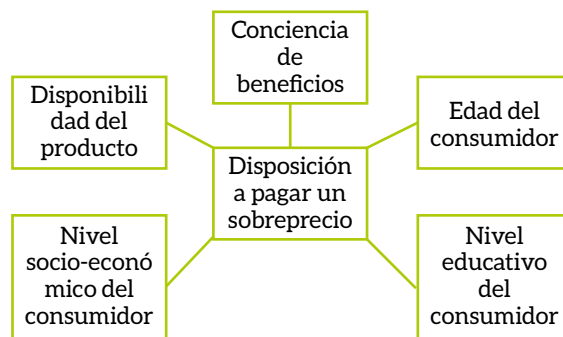 Conciencia
de
beneficios
Disponibili
dad del
producto
Edad del
consumidor
Disposición
a pagar un
sobreprecio
Nivel
socio-econó
mico del
consumidor
Nivel
educativo
del
consumidor